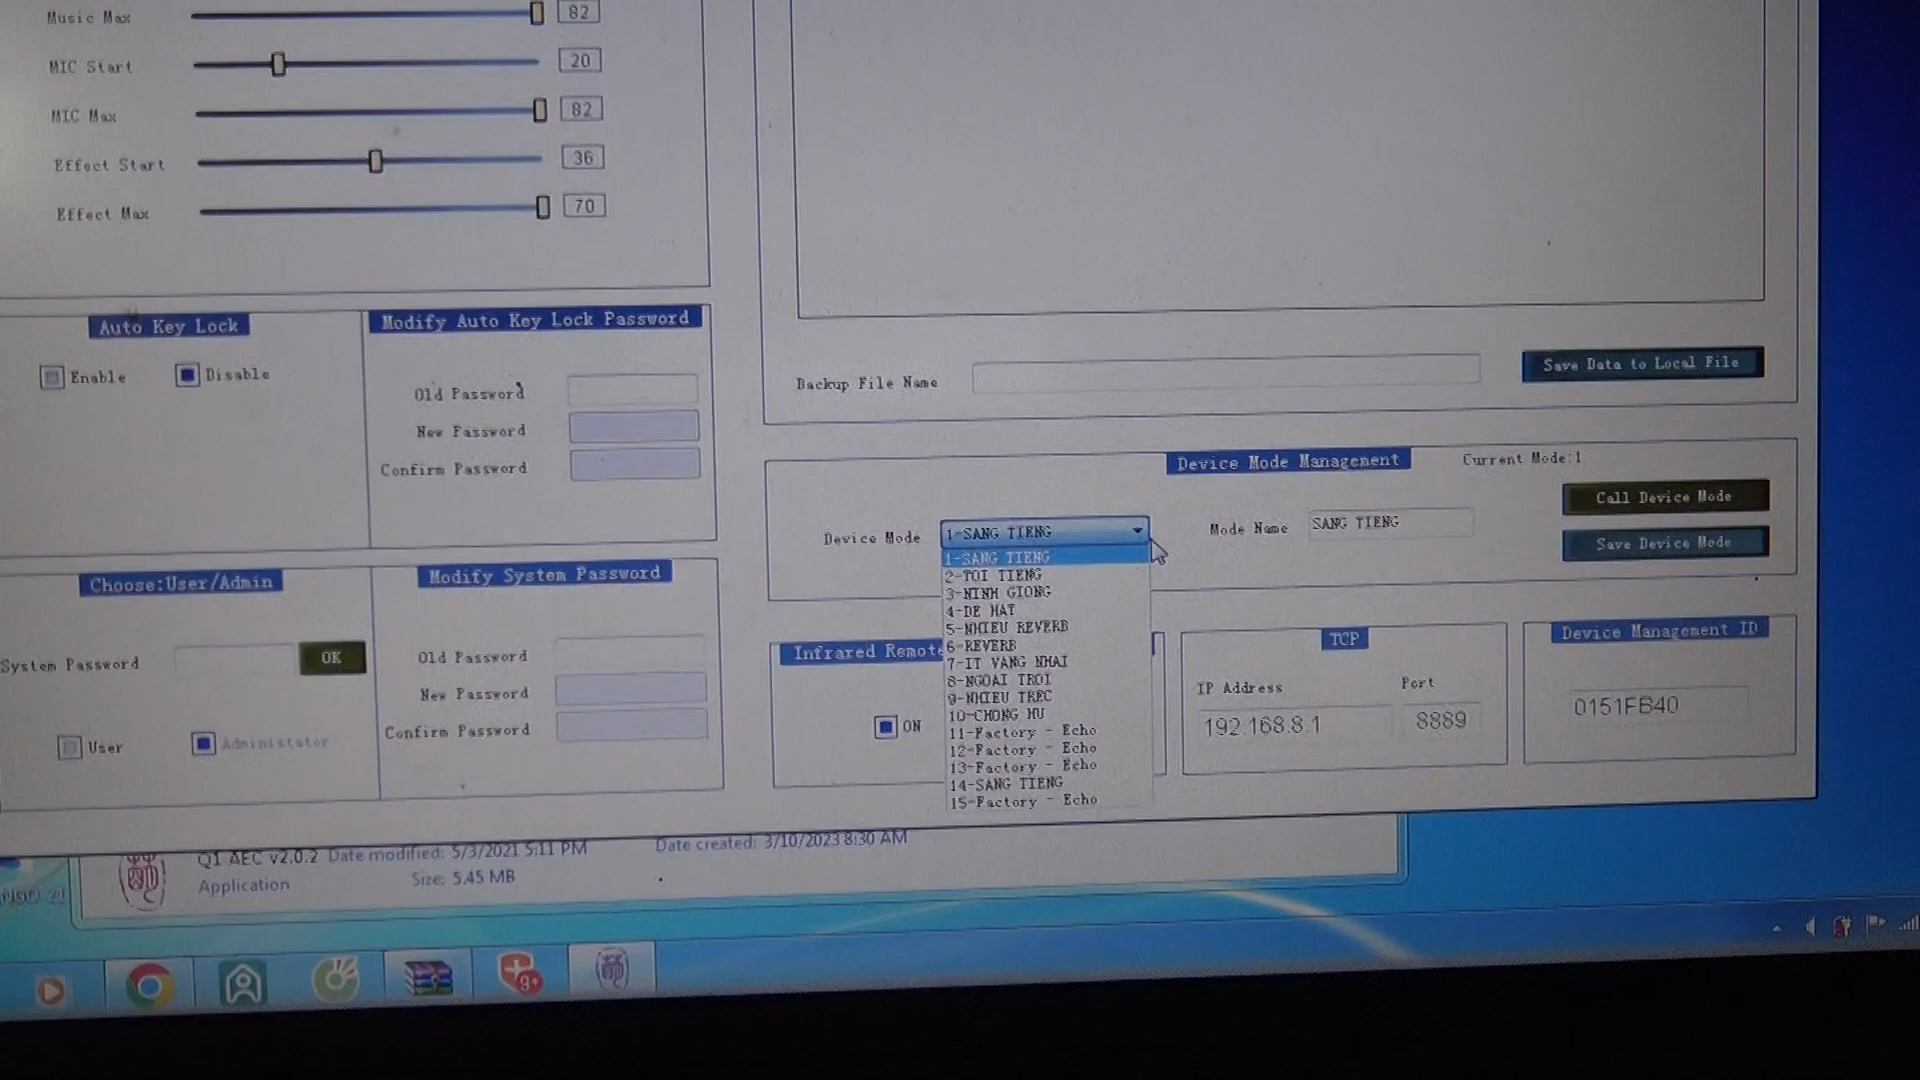 Music Max 82
MIC Start 20
MIC Max 82
Effect Start 36
Effect Max 70
Auto Key Lock
Enable Disable
Modify Auto Key Lock Password
Old Password
New Password
Confirm Password
Choose:User/Admin
System Password OK
User Administator
Modify System Password
Old Password
New Password
Confirm Password
Backup File Name Save Data to Local File
Device Mode Management Current Mode:1
Device Mode 1-SANG TIENG Mode Name SANG TIENG
Call Device Mode
Save Device Mode
1-SANG TIENG
2-TOI TIENG
3-NINH GIONG
4-DE HAT
5-NHIEU REVERB
6-REVERB
7-IT VANG NHAI
8-NGOAI TROI
9-NHIEU TREC
10-CHONG HU
11-Factory - Echo
12-Factory - Echo
13-Factory - Echo
14-SANG TIENG
15-Factory - Echo
Infrared Remote
ON
TCP
IP Address Port
192.168.8.1 8889
Device Management ID
0151FB40
Q1 AEC v2.0.2 Date modified: 5/3/2021 5:11 PM Date created: 3/10/2023 8:30 AM
Application Size: 5.45 MB
9+